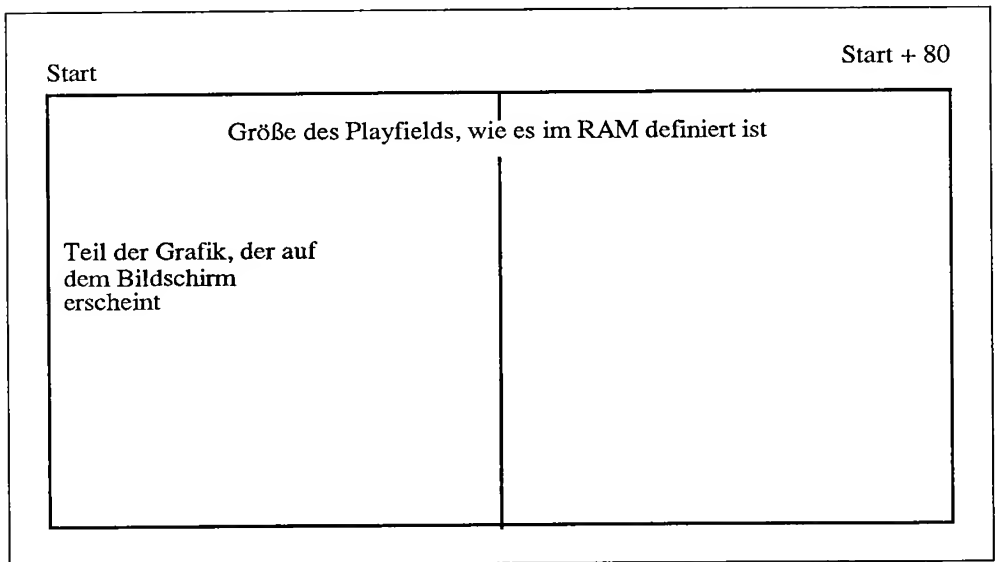 Start
Start + 80
Größe des Playfields, wie es im RAM definiert ist
Teil der Grafik, der auf
dem Bildschirm
erscheint